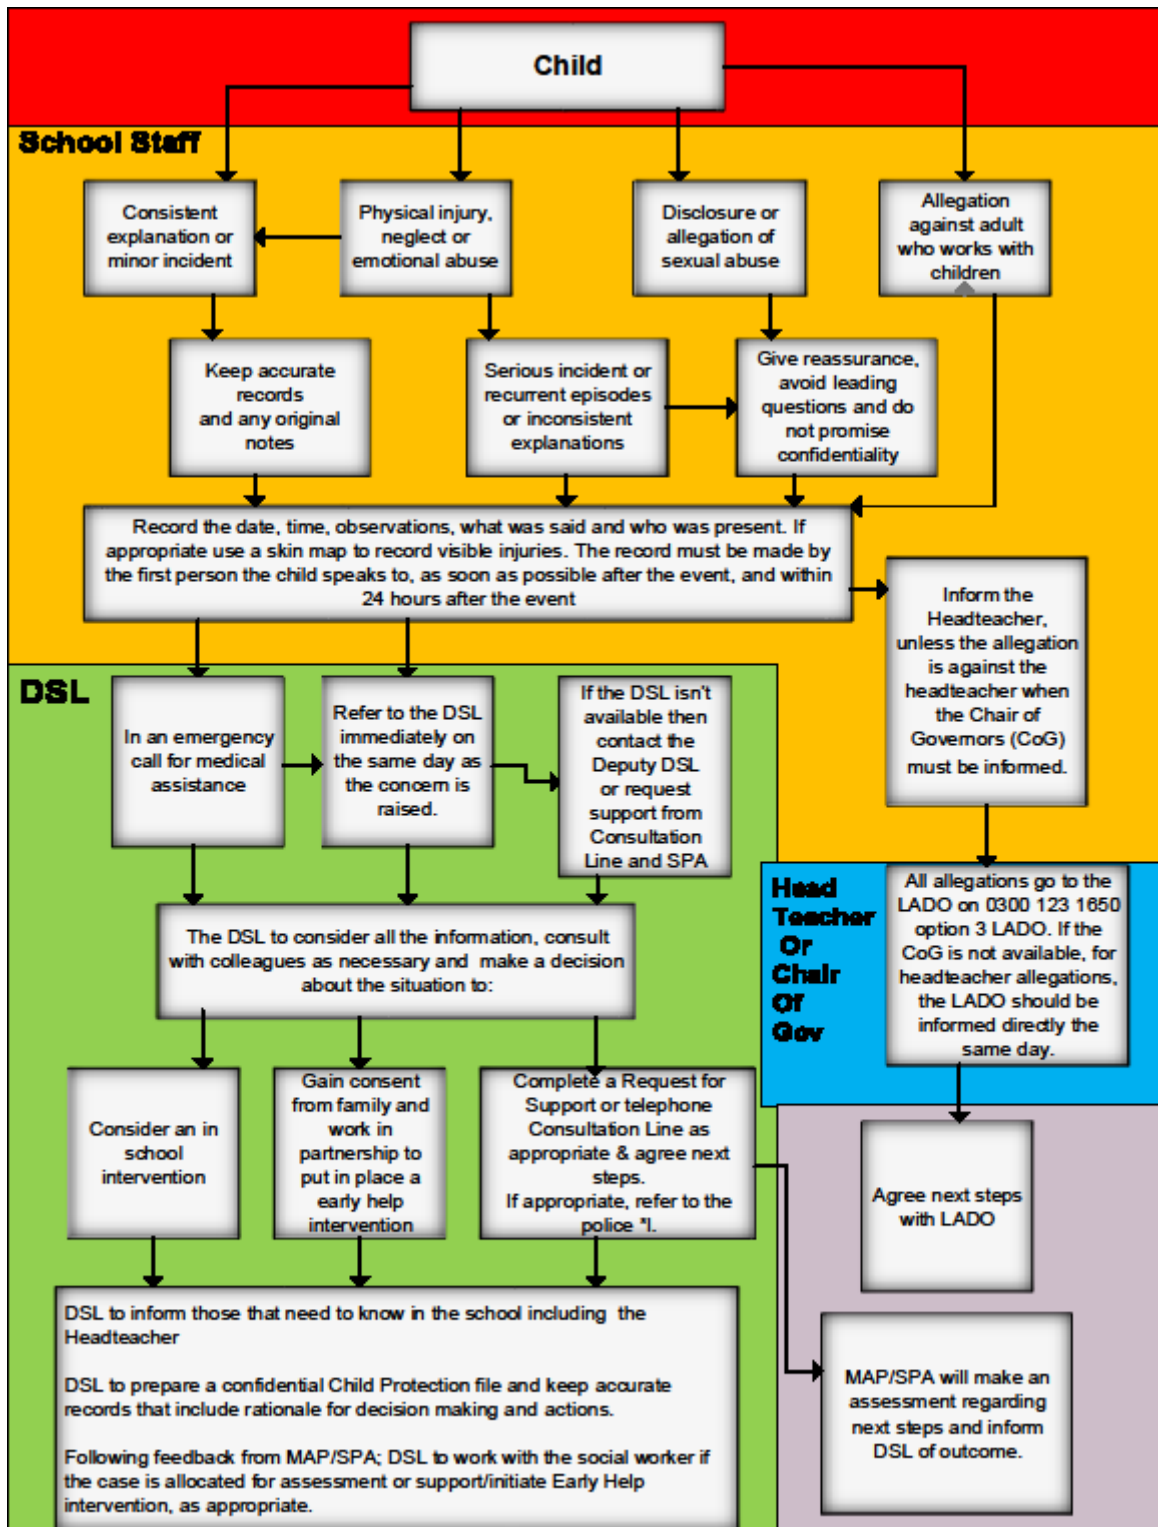 Child
School Staff
Consistent
explanation or
minor incident
Physical injury,
neglect or
emotional abuse
Disclosure or
allegation of
sexual abuse
Allegation
against adult
who works with
children
Keep accurate
records
and any original
notes
Serious incident or
recurrent episodes
or inconsistent
explanations
Give reassurance,
avoid leading
questions and do
not promise
confidentiality
Record the date, time, observations, what was said and who was present. If
appropriate use a skin map to record visible injuries. The record must be made by
the first person the child speaks to, as soon as possible after the event, and within
24 hours after the event
Inform the
Headteacher,
unless the allegation
is against the
headteacher when
the Chair of
Governors (CoG)
must be informed.
DSL
In an emergency
call for medical
assistance
Refer to the DSL
immediately on
the same day as
the concern is
raised.
If the DSL isn't
available then
contact the
Deputy DSL
or request
support from
Consultation
Line and SPA
Head
Teacher
Or
Chair
Of
Gov
All allegations go to the
LADO on 0300 123 1650
option 3 LADO. If the
CoG is not available, for
headteacher allegations,
the LADO should be
informed directly the
same day.
The DSL to consider all the information, consult
with colleagues as necessary and make a decision
about the situation to:
Consider an in
school
intervention
Gain consent
from family and
work in
partnership to
put in place a
early help
intervention
Complete a Request for
Support or telephone
Consultation Line as
appropriate & agree next
steps.
If appropriate, refer to the
police *I.
Agree next steps
with LADO
DSL to inform those that need to know in the school including the
Headteacher
DSL to prepare a confidential Child Protection file and keep accurate
records that include rationale for decision making and actions.
Following feedback from MAP/SPA; DSL to work with the social worker if
the case is allocated for assessment or support/initiate Early Help
intervention, as appropriate.
MAP/SPA will make an
assessment regarding
next steps and inform
DSL of outcome.